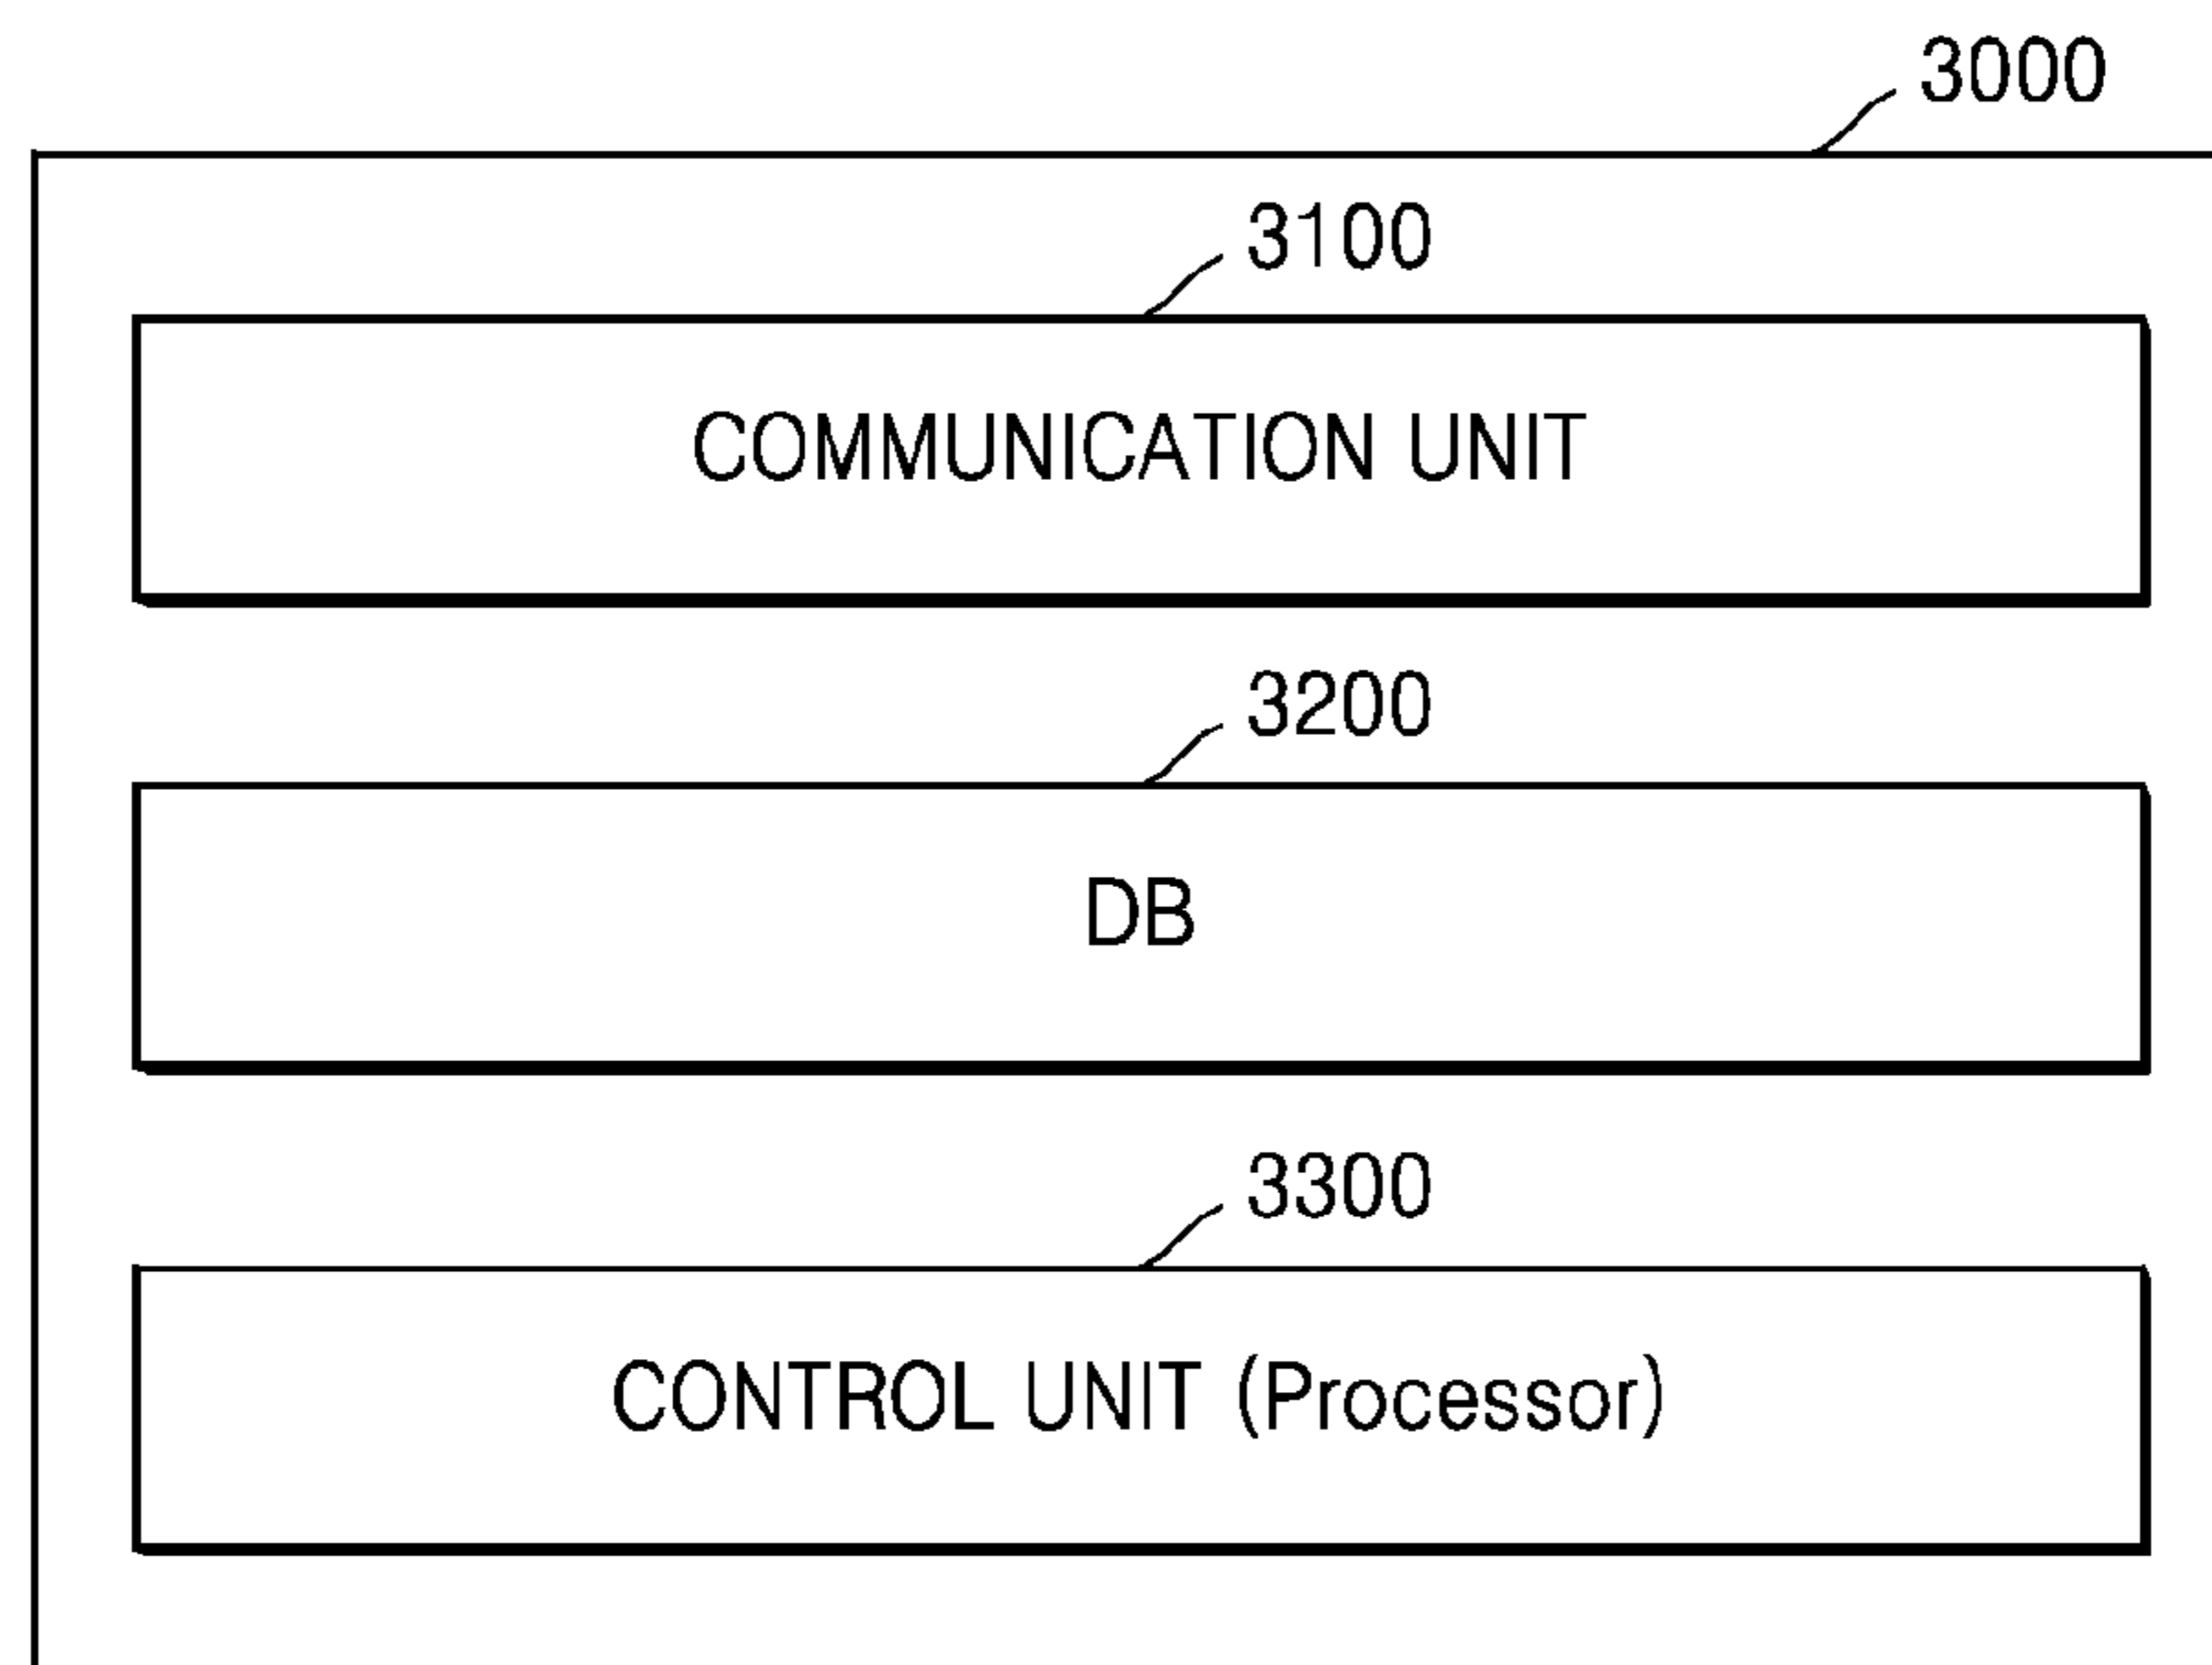 3000
3100
COMMUNICATION UNIT
3200
DB
3300
CONTROL UNIT (Processor)